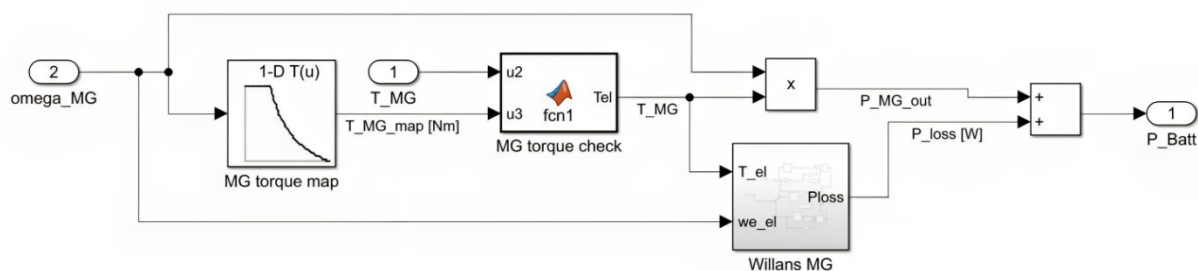 2
omega_MG
1-D T(u)
MG torque map
1
T_MG
T_MG_map [Nm]
u2
u3
fcn1
Tel
MG torque check
T_MG
x
P_MG_out
P_loss [W]
T_el
we_el
Ploss
Willans MG
+
+
1
P_Batt